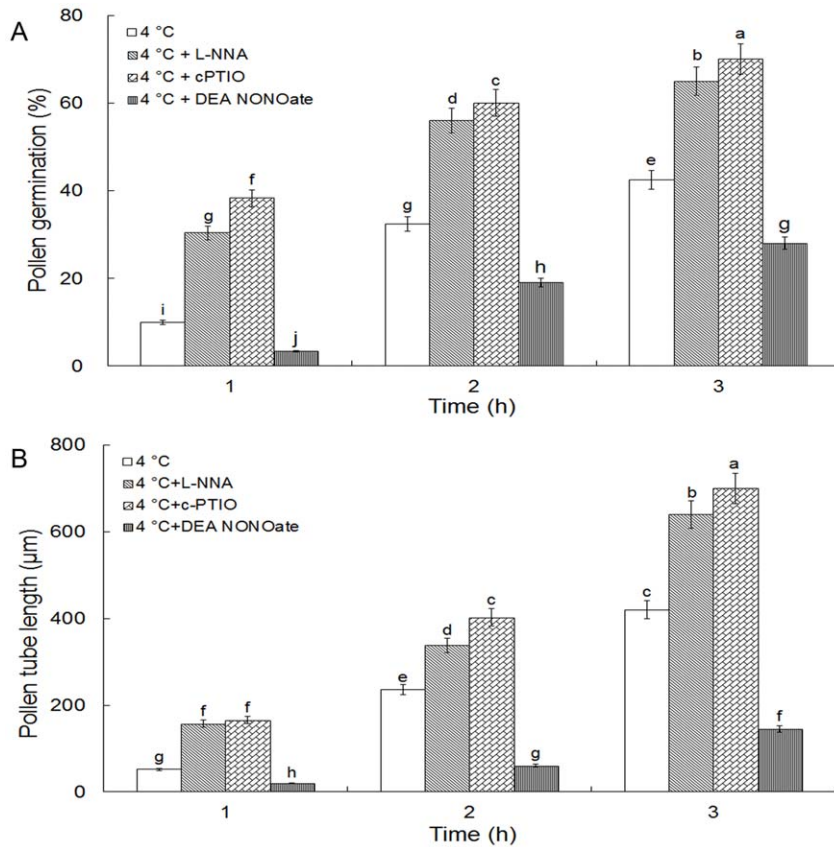 A
80
60
40
20
0
Pollen germination (%)
4 °C
4 °C + L-NNA
4 °C + cPTIO
4 °C + DEA NONOate
i
g
f
j
g
d
c
h
e
b
a
g
1
2
3
Time (h)
B
800
600
400
200
0
Pollen tube length (µm)
4 °C
4 °C+L-NNA
4 °C+c-PTIO
4 °C+DEA NONOate
g
f
f
h
e
d
c
g
c
b
a
f
1
2
3
Time (h)